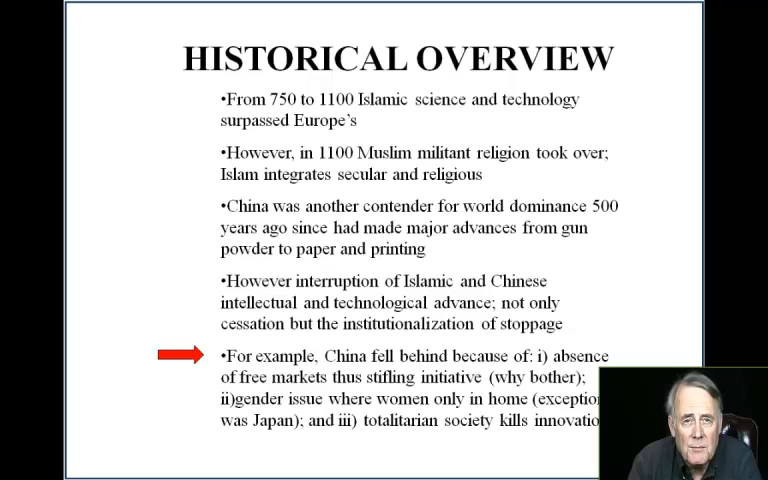 HISTORICAL OVERVIEW
•From 750 to 1100 Islamic science and technology
surpassed Europe's
•However, in 1100 Muslim militant religion took over;
Islam integrates secular and religious
•China was another contender for world dominance 500
years ago since had made major advances from gun
powder to paper and printing
•However interruption of Islamic and Chinese
intellectual and technological advance; not only
cessation but the institutionalization of stoppage
•For example, China fell behind because of: i) absence
of free markets thus stifling initiative (why bother);
ii)gender issue where women only in home (exception
was Japan); and iii) totalitarian society kills